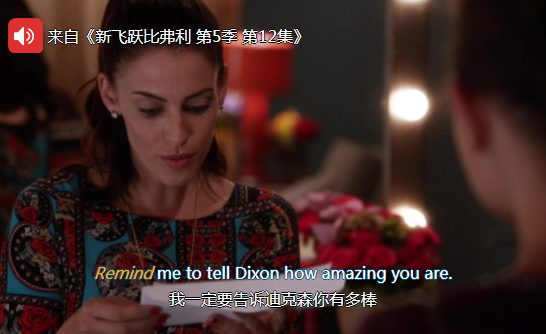 来自《新飞跃比弗利 第5季 第12集》
Remind me to tell Dixon how amazing you are.
我一定要告诉迪克森你有多棒